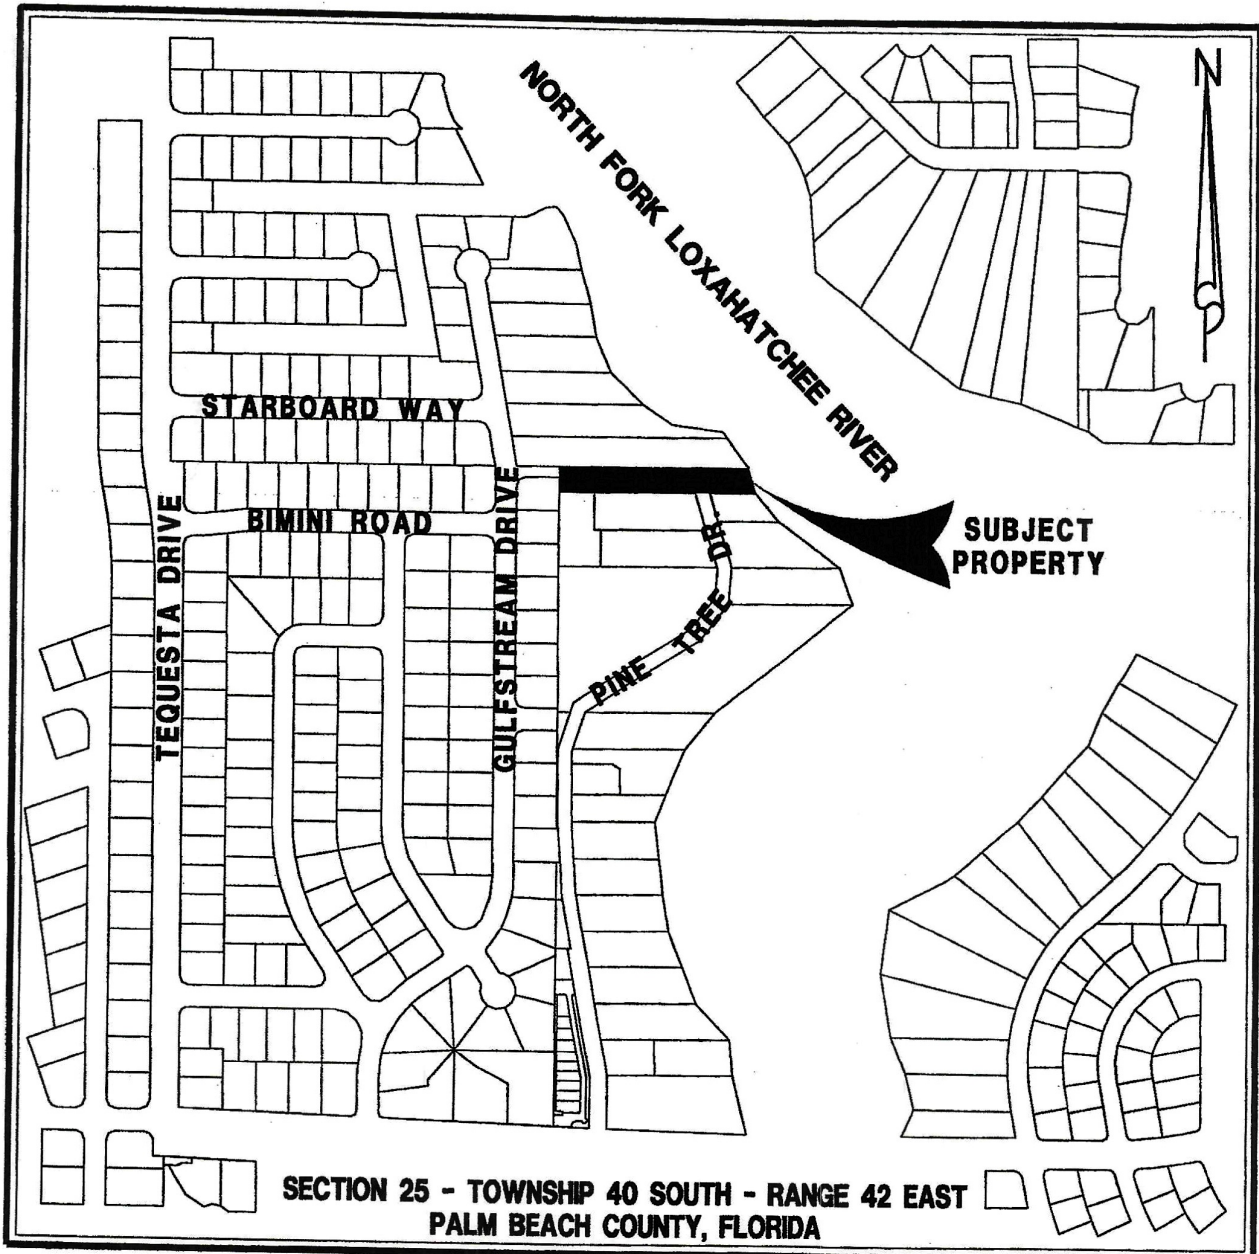 N
NORTH FORK LOXAHATCHEE RIVER
STARBOARD WAY
BIMINI ROAD
TEQUESTA DRIVE
GULFSTREAM DRIVE
PINE TREE DR.
SUBJECT
PROPERTY
SECTION 25 - TOWNSHIP 40 SOUTH - RANGE 42 EAST
PALM BEACH COUNTY, FLORIDA